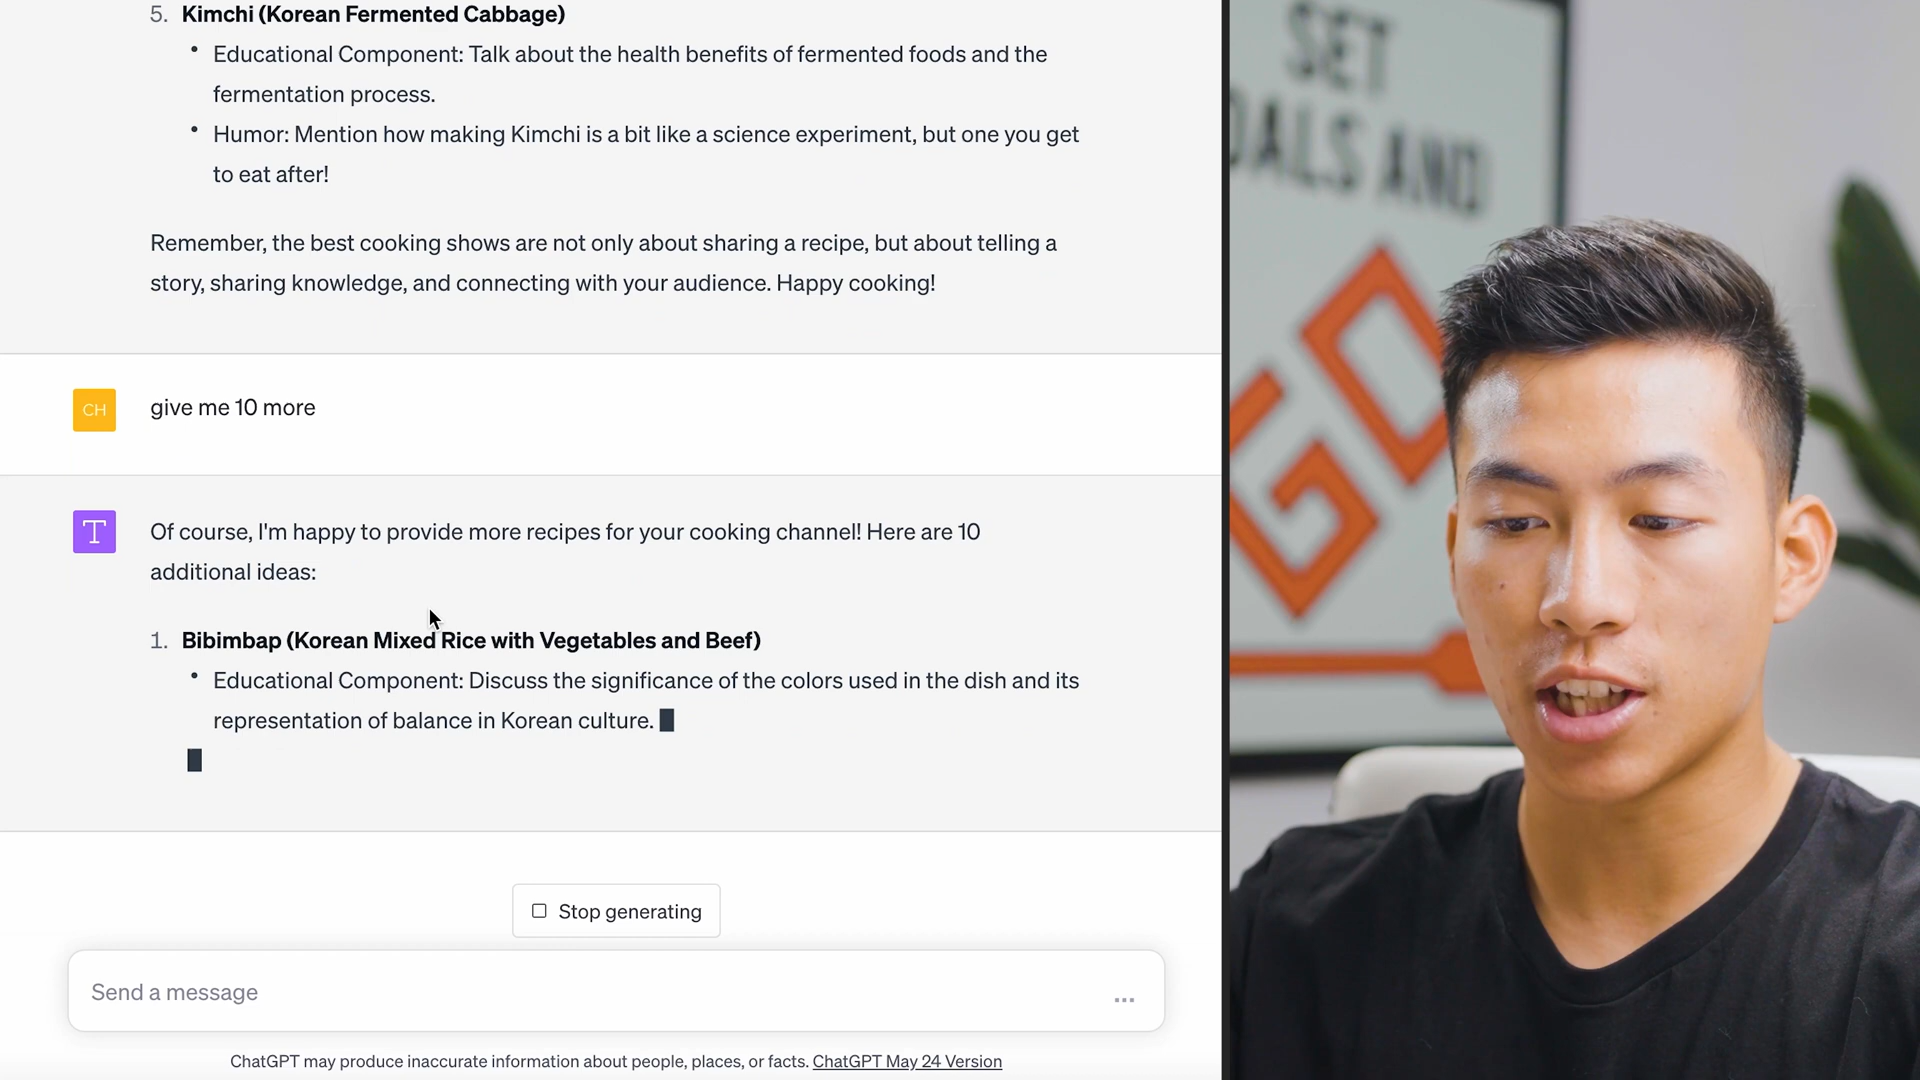 5. Kimchi (Korean Fermented Cabbage)
• Educational Component: Talk about the health benefits of fermented foods and the
fermentation process.
• Humor: Mention how making Kimchi is a bit like a science experiment, but one you get
to eat after!
Remember, the best cooking shows are not only about sharing a recipe, but about telling a
story, sharing knowledge, and connecting with your audience. Happy cooking!
CH
give me 10 more
T
Of course, I'm happy to provide more recipes for your cooking channel! Here are 10
additional ideas:
1. Bibimbap (Korean Mixed Rice with Vegetables and Beef)
• Educational Component: Discuss the significance of the colors used in the dish and its
representation of balance in Korean culture.
Stop generating
Send a message
...
ChatGPT may produce inaccurate information about people, places, or facts. ChatGPT May 24 Version
SET
OALS AND
GO